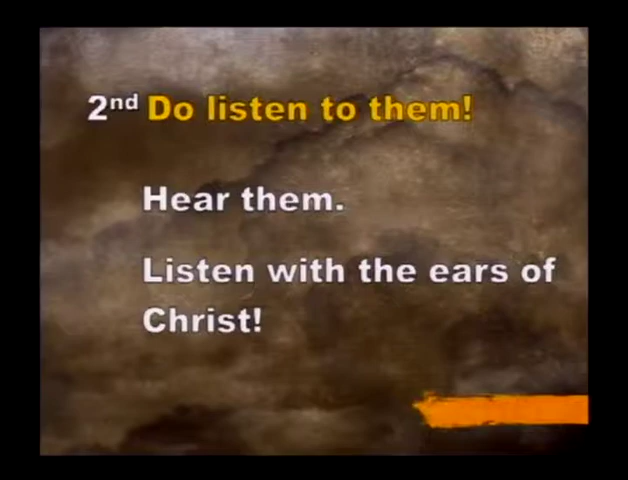 2nd Do listen to them!
Hear them.
Listen with the ears of
Christ!